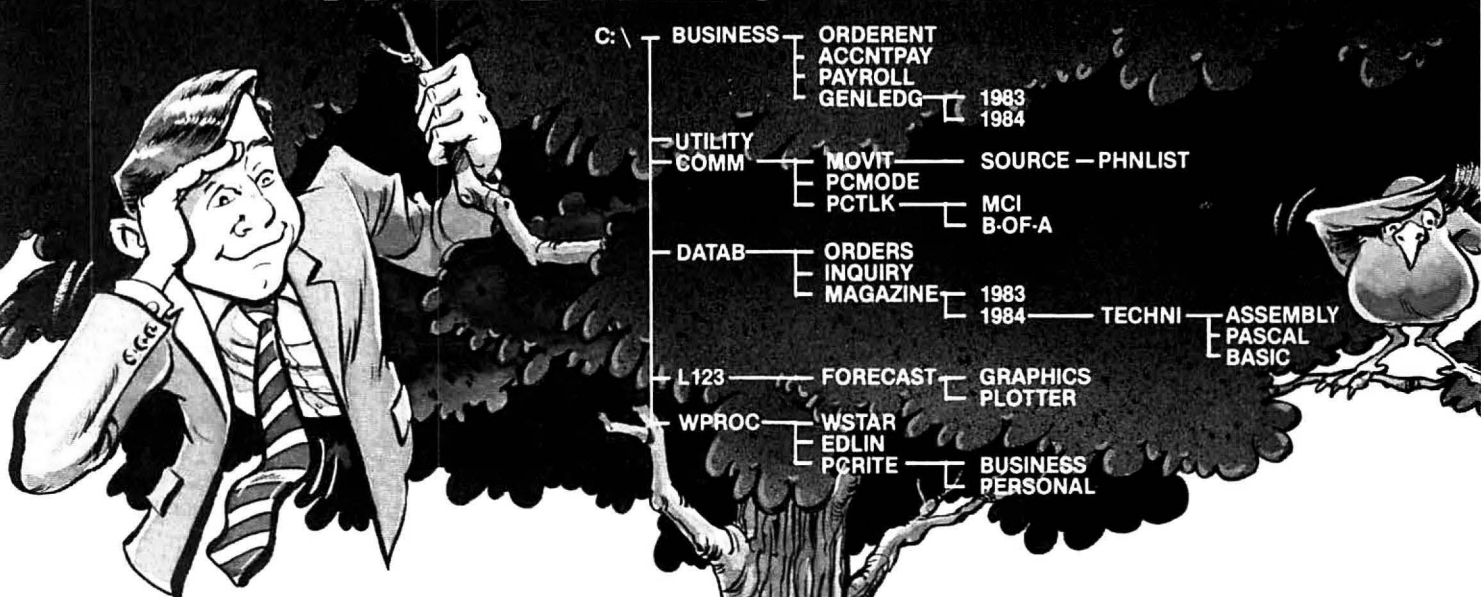 C:\ BUSINESS ORDERENT
ACCNTPAY
PAYROLL
GENLEDG 1983
1984
UTILITY
COMM MOVIT SOURCE PHNLIST
PCMODE
PCTLK MCI
B-OF-A
DATAB ORDERS
INQUIRY
MAGAZINE 1983
1984 TECHNI ASSEMBLY
PASCAL
BASIC
L123 FORECAST GRAPHICS
PLOTTER
WPROC WSTAR
EDLIN
PCRITE BUSINESS
PERSONAL